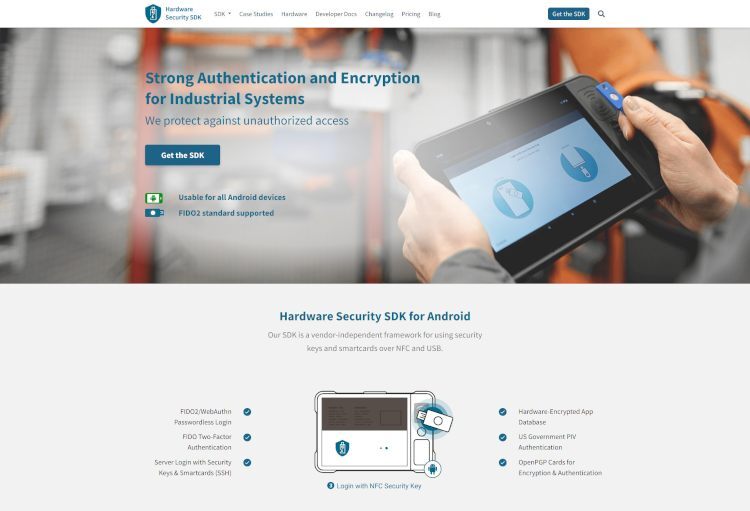 Hardware
Security SDK
SDK
Case Studies
Hardware
Developer Docs
Changelog
Pricing
Blog
Get the SDK
Strong Authentication and Encryption
for Industrial Systems
We protect against unauthorized access
Get the SDK
Usable for all Android devices
FIDO2 standard supported
Hardware Security SDK for Android
Our SDK is a vendor-independent framework for using security
keys and smartcards over NFC and USB.
FIDO2/WebAuthn
Passwordless Login
FIDO Two-Factor
Authentication
Server Login with Security
Keys & Smartcards (SSH)
3 Login with NFC Security Key
Hardware-Encrypted App
Database
US Government PIV
Authentication
OpenPGP Cards for
Encryption & Authentication